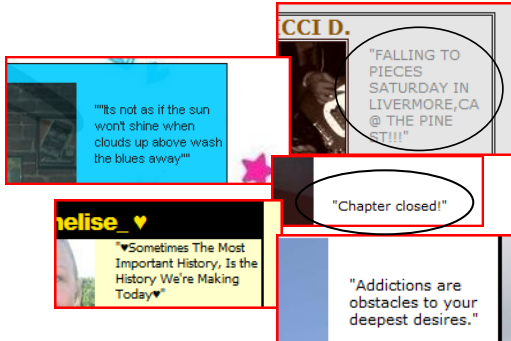 CCI D.
"FALLING TO
PIECES
SATURDAY IN
LIVERMORE,CA
@ THE PINE
ST!!!"
""Its not as if the sun
won't shine when
clouds up above wash
the blues away""
"Chapter closed!"
nelise_ ♥
"♥Sometimes The Most
Important History, Is the
History We're Making
Today♥"
"Addictions are
obstacles to your
deepest desires."